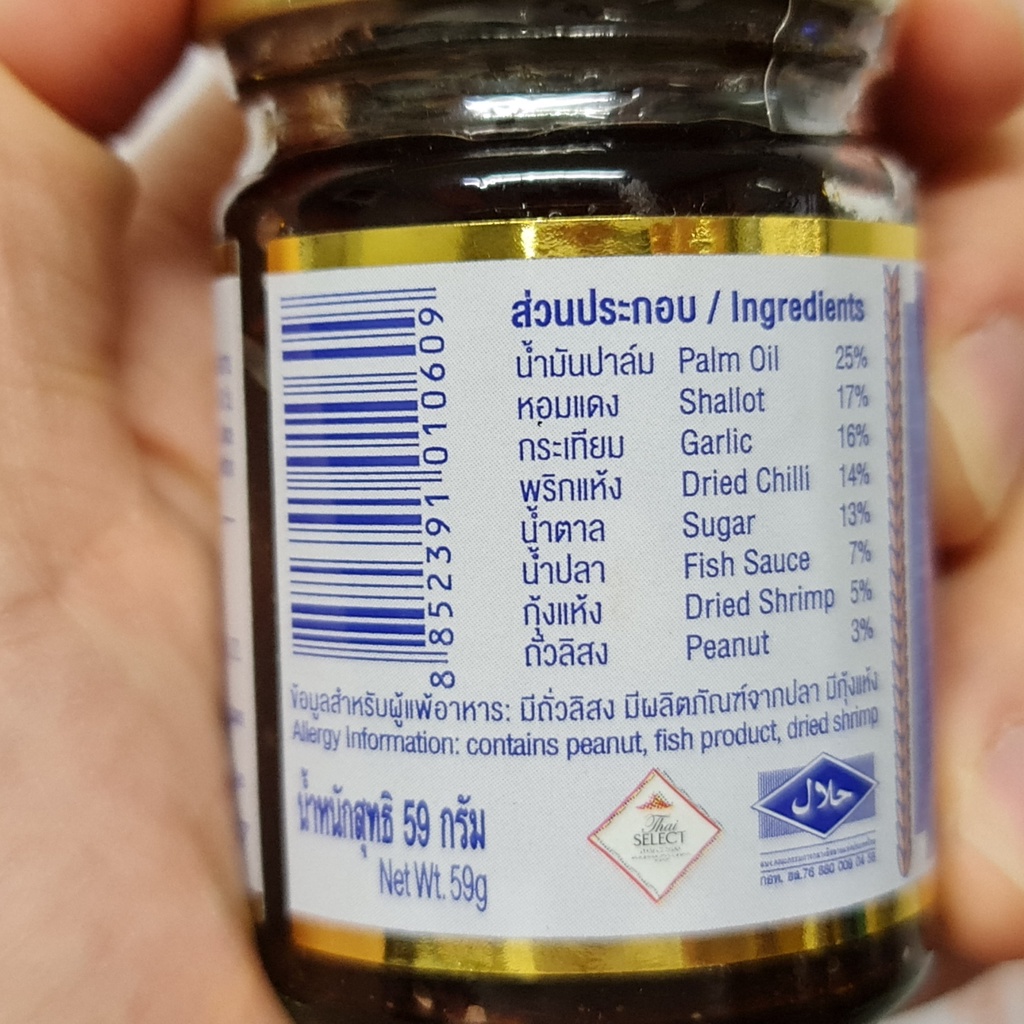 ส่วนประกอบ / Ingredients
น้ำมันปาล์ม Palm Oil 25%
หอมแดง Shallot 17%
กระเทียม Garlic 16%
พริกแห้ง Dried Chilli 14%
น้ำตาล Sugar 13%
น้ำปลา Fish Sauce 7%
กุ้งแห้ง Dried Shrimp 5%
ถั่วลิสง Peanut 3%
8 852391 010609
ข้อมูลสำหรับผู้แพ้อาหาร: มีถั่วลิสง มีผลิตภัณฑ์จากปลา มีกุ้งแห้ง
Allergy Information: contains peanut, fish product, dried shrimp
น้ำหนักสุทธิ 59 กรัม
Net Wt. 59g
Thai
SELECT
حلال